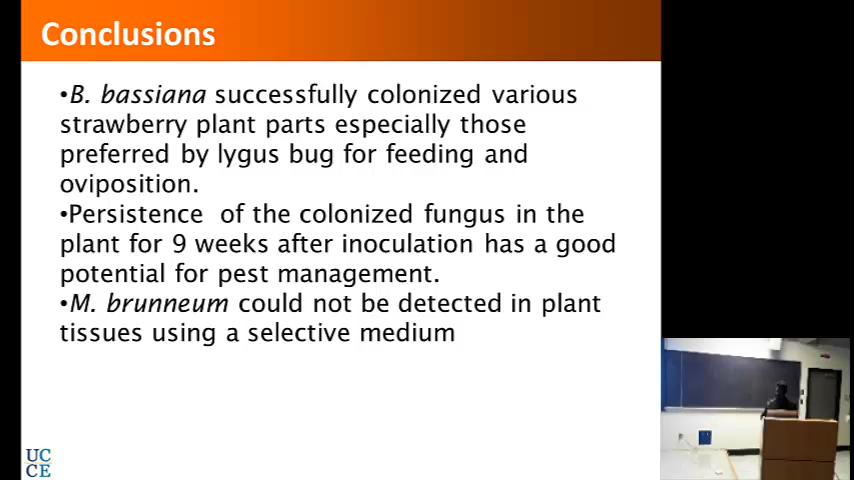 Conclusions
•B. bassiana successfully colonized various
strawberry plant parts especially those
preferred by lygus bug for feeding and
oviposition.
•Persistence of the colonized fungus in the
plant for 9 weeks after inoculation has a good
potential for pest management.
•M. brunneum could not be detected in plant
tissues using a selective medium
UC
CE